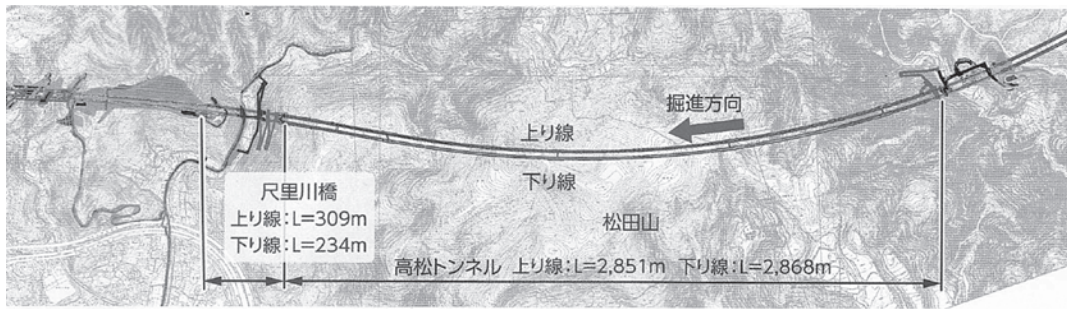 掘進方向
上り線
下り線
尺里川橋
上り線:L=309m
下り線:L=234m
松田山
高松トンネル 上り線:L=2,851m 下り線:L=2,868m